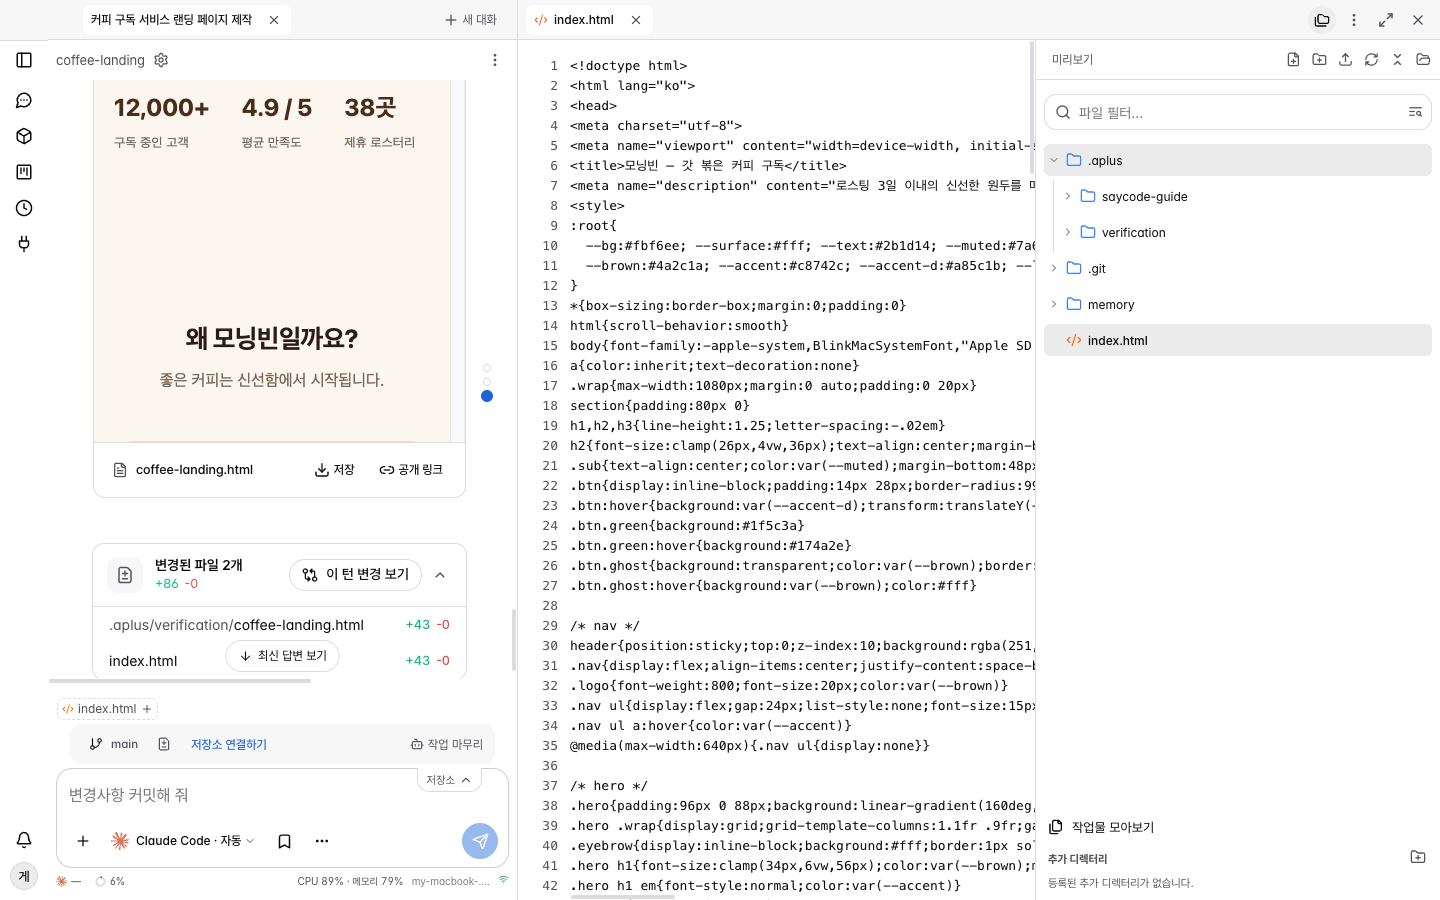 커피 구독 서비스 랜딩 페이지 제작
새 대화
index.html
coffee-landing
12,000+
4.9 / 5
38곳
구독 중인 고객
평균 만족도
제휴 로스터리
왜 모닝빈일까요?
좋은 커피는 신선함에서 시작됩니다.
coffee-landing.html
저장
공개 링크
변경된 파일 2개
+86 -0
이 턴 변경 보기
.aplus/verification/coffee-landing.html +43 -0
index.html +43 -0
최신 답변 보기
index.html
main
저장소 연결하기
작업 마무리
저장소
변경사항 커밋해 줘
Claude Code · 자동
게
— 6%
CPU 89% · 메모리 79% my-macbook-....
1 <!doctype html>
2 <html lang="ko">
3 <head>
4 <meta charset="utf-8">
5 <meta name="viewport" content="width=device-width, initial-s
6 <title>모닝빈 — 갓 볶은 커피 구독</title>
7 <meta name="description" content="로스팅 3일 이내의 신선한 원두를
8 <style>
9 :root{
10 --bg:#fbf6ee; --surface:#fff; --text:#2b1d14; --muted:#7a6
11 --brown:#4a2c1a; --accent:#c8742c; --accent-d:#a85c1b; --
12 }
13 *{box-sizing:border-box;margin:0;padding:0}
14 html{scroll-behavior:smooth}
15 body{font-family:-apple-system,BlinkMacSystemFont,"Apple SD
16 a{color:inherit;text-decoration:none}
17 .wrap{max-width:1080px;margin:0 auto;padding:0 20px}
18 section{padding:80px 0}
19 h1,h2,h3{line-height:1.25;letter-spacing:-.02em}
20 h2{font-size:clamp(26px,4vw,36px);text-align:center;margin-b
21 .sub{text-align:center;color:var(--muted);margin-bottom:48px
22 .btn{display:inline-block;padding:14px 28px;border-radius:99
23 .btn:hover{background:var(--accent-d);transform:translateY(-
24 .btn.green{background:#1f5c3a}
25 .btn.green:hover{background:#174a2e}
26 .btn.ghost{background:transparent;color:var(--brown);border:
27 .btn.ghost:hover{background:var(--brown);color:#fff}
28
29 /* nav */
30 header{position:sticky;top:0;z-index:10;background:rgba(251,
31 .nav{display:flex;align-items:center;justify-content:space-b
32 .logo{font-weight:800;font-size:20px;color:var(--brown)}
33 .nav ul{display:flex;gap:24px;list-style:none;font-size:15px
34 .nav ul a:hover{color:var(--accent)}
35 @media(max-width:640px){.nav ul{display:none}}
36
37 /* hero */
38 .hero{padding:96px 0 88px;background:linear-gradient(160deg,
39 .hero .wrap{display:grid;grid-template-columns:1.1fr .9fr;ga
40 .eyebrow{display:inline-block;background:#fff;border:1px sol
41 .hero h1{font-size:clamp(34px,6vw,56px);color:var(--brown);m
42 .hero h1 em{font-style:normal;color:var(--accent)}
미리보기
파일 필터...
.aplus
saycode-guide
verification
.git
memory
index.html
작업물 모아보기
추가 디렉터리
등록된 추가 디렉터리가 없습니다.